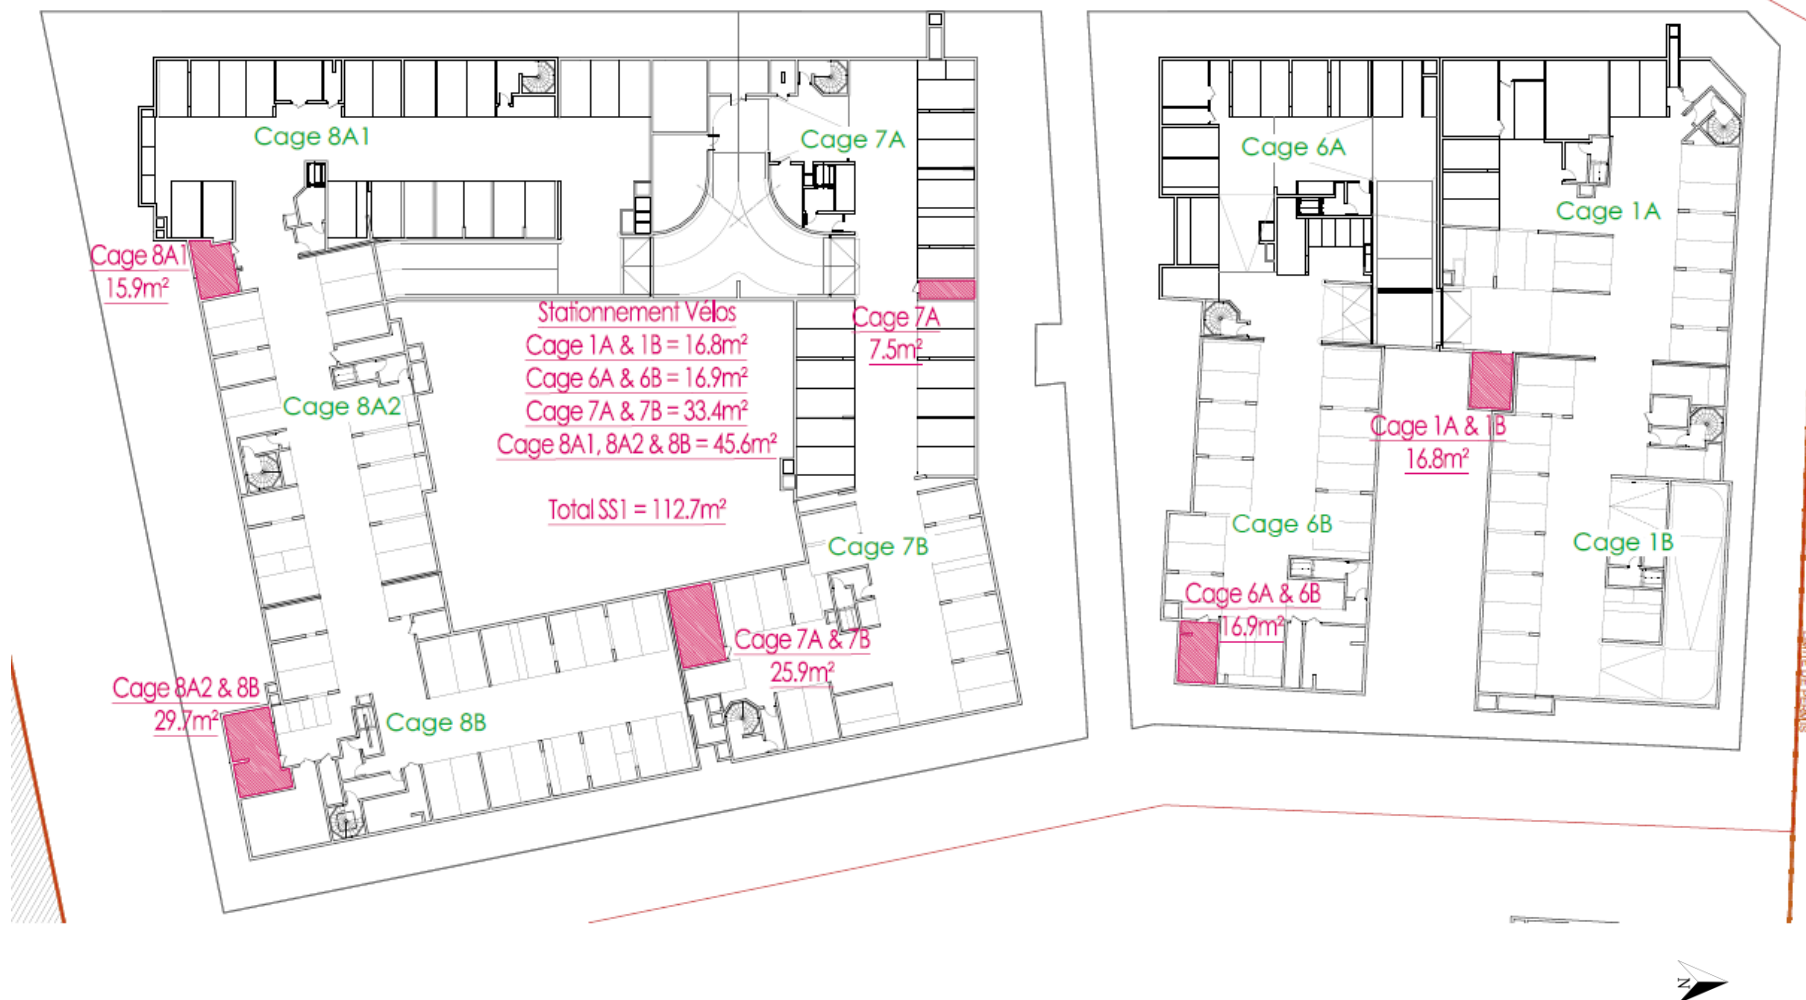 Cage 8A1
Cage 7A
Cage 6A
Cage 1A
Cage 8A1
15.9m²
Stationnement Vélos
Cage 1A & 1B = 16.8m²
Cage 6A & 6B = 16.9m²
Cage 7A & 7B = 33.4m²
Cage 8A1, 8A2 & 8B = 45.6m²
Total SS1 = 112.7m²
Cage 7A
7.5m²
Cage 8A2
Cage 1A & 1B
16.8m²
Cage 7B
Cage 6B
Cage 1B
Cage 6A & 6B
16.9m²
Cage 7A & 7B
25.9m²
Cage 8A2 & 8B
29.7m²
Cage 8B
N